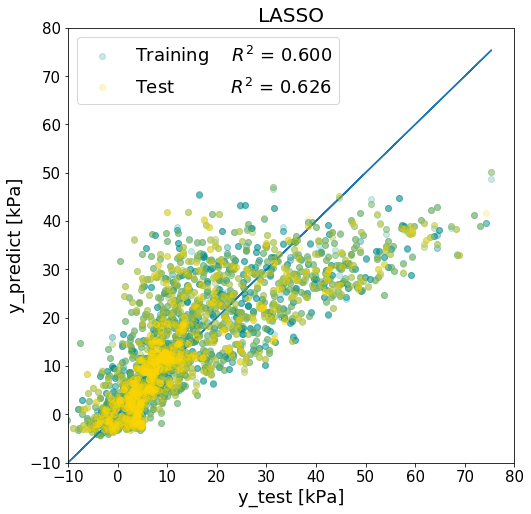 LASSO
Training R² = 0.600
Test R² = 0.626
y_predict [kPa]
80
70
60
50
40
30
20
10
0
−10
−10 0 10 20 30 40 50 60 70 80
y_test [kPa]